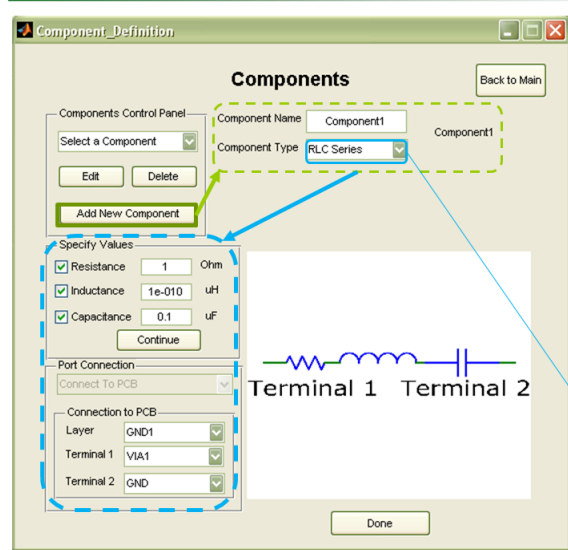 Component_Definition
Components
Back to Main
Components Control Panel
Select a Component
Edit Delete
Add New Component
Component Name Component1
Component1
Component Type RLC Series
Specify Values
Resistance 1 Ohm
Inductance 1e-010 uH
Capacitance 0.1 uF
Continue
Port Connection
Connect To PCB
Connection to PCB
Layer GND1
Terminal 1 VIA1
Terminal 2 GND
Terminal 1 Terminal 2
Done